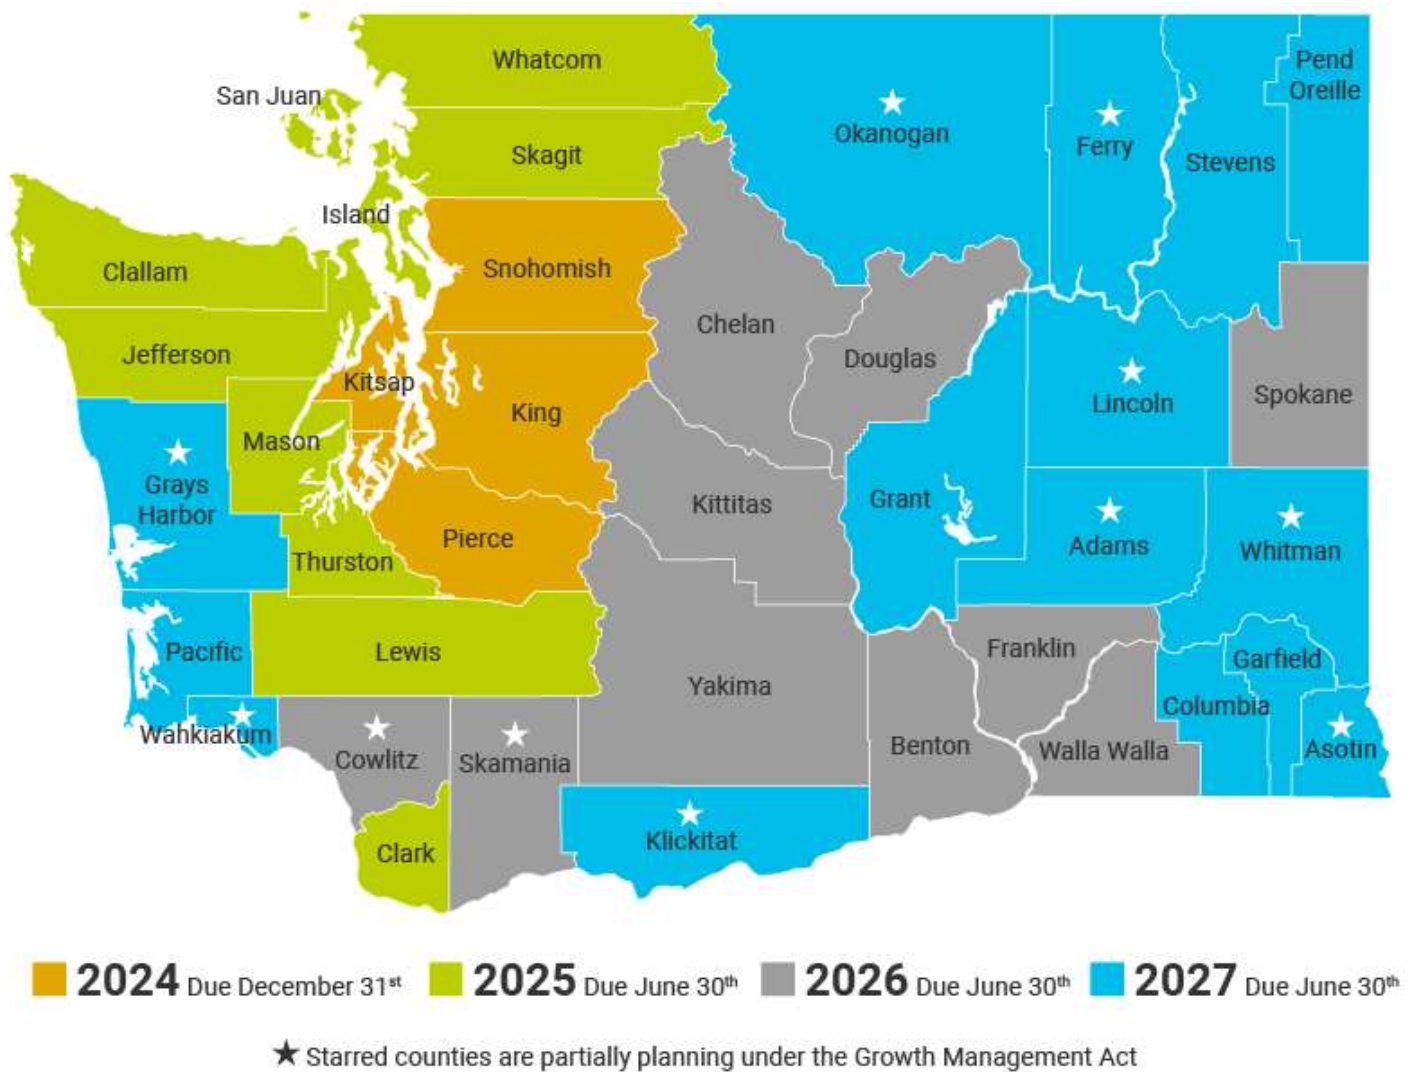 Whatcom
Pend
Oreille
San Juan
Okanogan
Ferry
Skagit
Stevens
Island
Snohomish
Clallam
Chelan
Jefferson
Douglas
Kitsap
Lincoln
Spokane
King
Mason
Grays
Harbor
Grant
Kittitas
Pierce
Adams
Whitman
Thurston
Franklin
Pacific
Lewis
Garfield
Yakima
Columbia
Wahkiakum
Benton
Walla Walla
Asotin
Cowlitz
Skamania
Klickitat
Clark
2024 Due December 31st
2025 Due June 30th
2026 Due June 30th
2027 Due June 30th
★ Starred counties are partially planning under the Growth Management Act